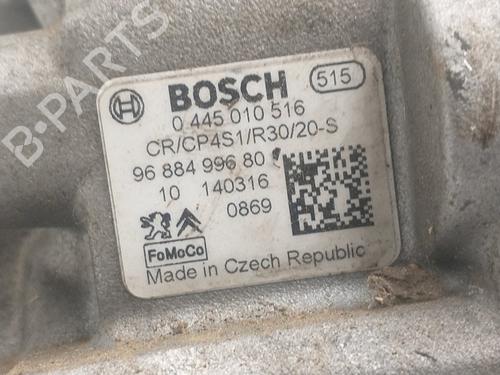 B-PARTS
BOSCH 515
0 445 010 516
CR/CP4S1/R30/20-S
96 884 996 80
10 140316
0869
FoMoCo
Made in Czech Republic